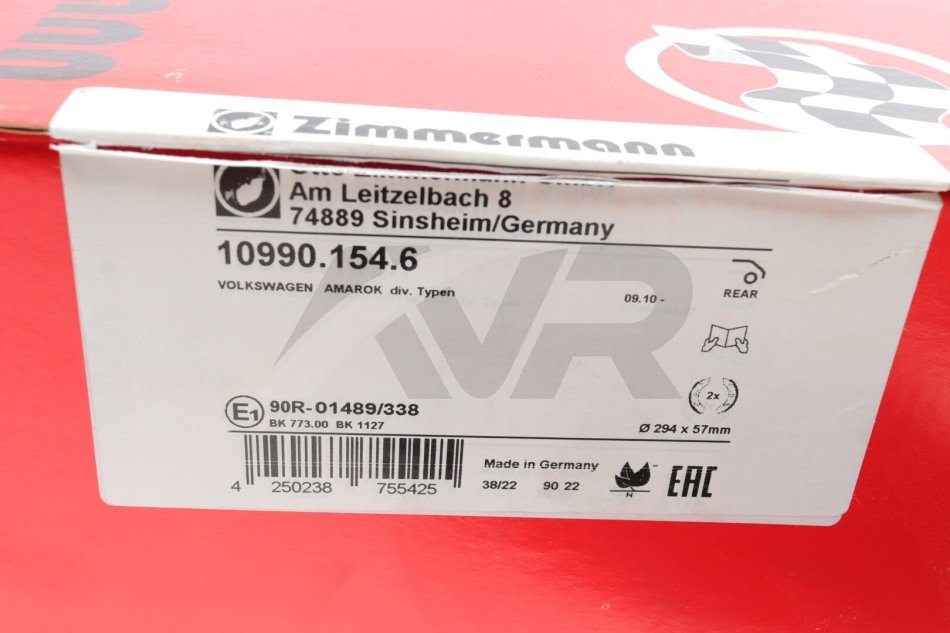 Zimmermann
Am Leitzelbach 8
74889 Sinsheim/Germany
10990.154.6
VOLKSWAGEN AMAROK div. Typen
09.10 -
REAR
VR
2x
E1
90R-01489/338
BK 773.00 BK 1127
Ø 294 x 57mm
4 250238 755425
Made in Germany
38/22 90 22
N
EAC